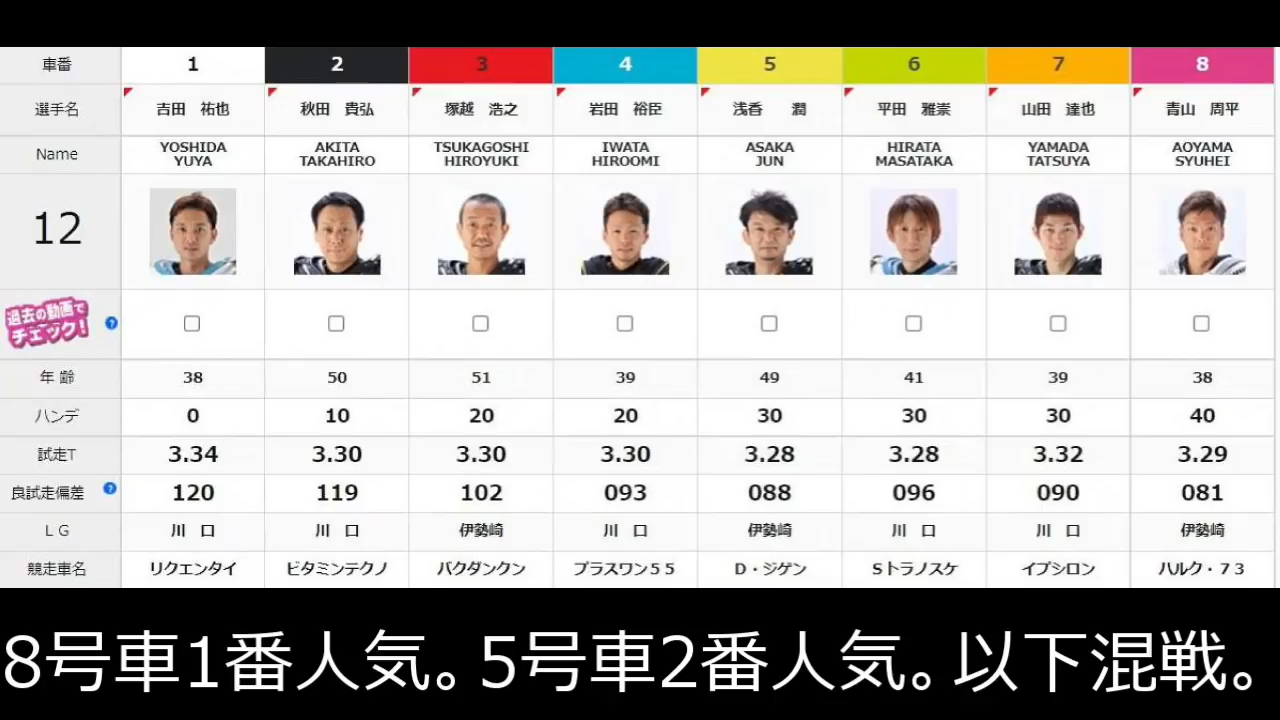 車番 1 2 3 4 5 6 7 8
選手名 吉田 祐也 秋田 貴弘 塚越 浩之 岩田 裕臣 浅香 潤 平田 雅崇 山田 達也 青山 周平
Name YOSHIDA YUYA AKITA TAKAHIRO TSUKAGOSHI HIROYUKI IWATA HIROOMI ASAKA JUN HIRATA MASATAKA YAMADA TATSUYA AOYAMA SYUHEI
12
過去の動画でチェック! ?
年 齢 38 50 51 39 49 41 39 38
ハンデ 0 10 20 20 30 30 30 40
試走T 3.34 3.30 3.30 3.30 3.28 3.28 3.32 3.29
良試走偏差 ? 120 119 102 093 088 096 090 081
ＬＧ 川 口 川 口 伊勢崎 川 口 伊勢崎 川 口 川 口 伊勢崎
競走車名 リクエンタイ ビタミンテクノ バクダンクン プラスワン５５ Ｄ・ジゲン Ｓトラノスケ イプシロン ハルク・７３
8号車1番人気。5号車2番人気。以下混戦。